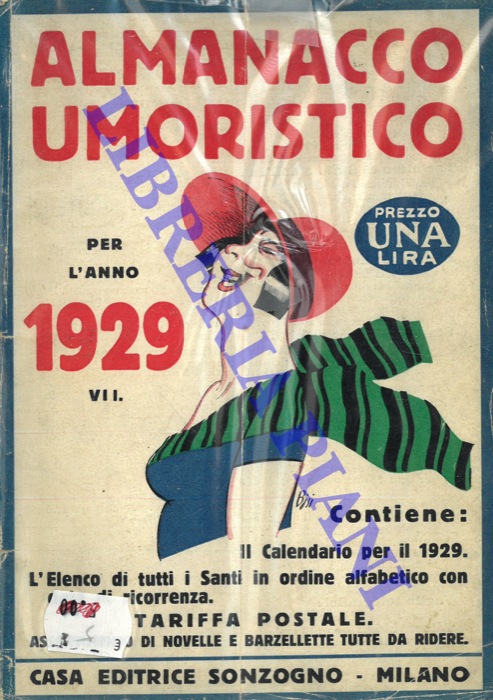 ALMANACCO
UMORISTICO
PREZZO
UNA
LIRA
PER
L'ANNO
1929
VII.
LIBRERIA PIANI
Contiene:
Il Calendario per il 1929.
L'Elenco di tutti i Santi in ordine alfabetico con
di ricorrenza.
TARIFFA POSTALE.
DI NOVELLE E BARZELLETTE TUTTE DA RIDERE.
CASA EDITRICE SONZOGNO - MILANO